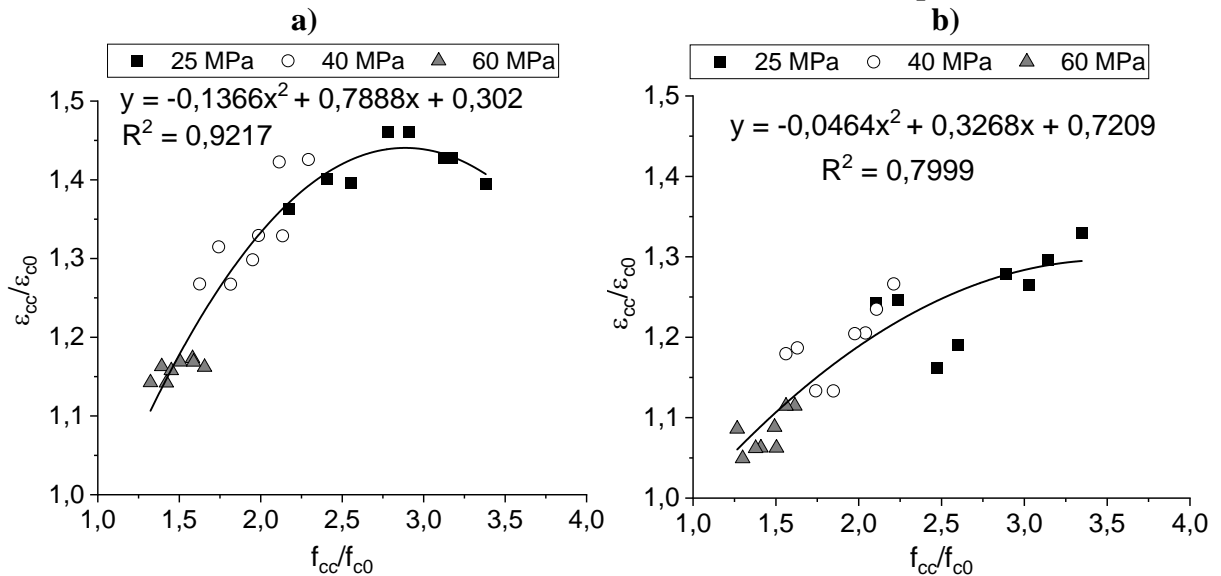 a)
25 MPa 40 MPa 60 MPa
y = -0,1366x² + 0,7888x + 0,302
R² = 0,9217
1,5
1,4
1,3
1,2
1,1
1,0
εcc/εc0
1,0 1,5 2,0 2,5 3,0 3,5 4,0
fcc/fc0
b)
25 MPa 40 MPa 60 MPa
y = -0,0464x² + 0,3268x + 0,7209
R² = 0,7999
1,5
1,4
1,3
1,2
1,1
1,0
εcc/εc0
1,0 1,5 2,0 2,5 3,0 3,5 4,0
fcc/fc0